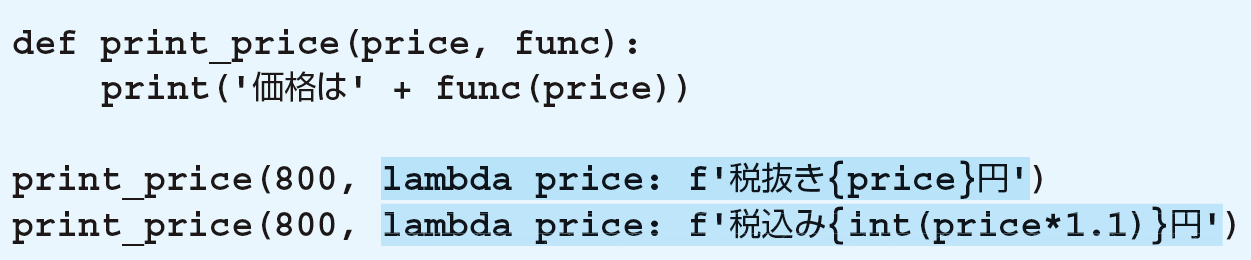 def print_price(price, func):
    print('価格は' + func(price))

print_price(800, lambda price: f'税抜き{price}円')
print_price(800, lambda price: f'税込み{int(price*1.1)}円')